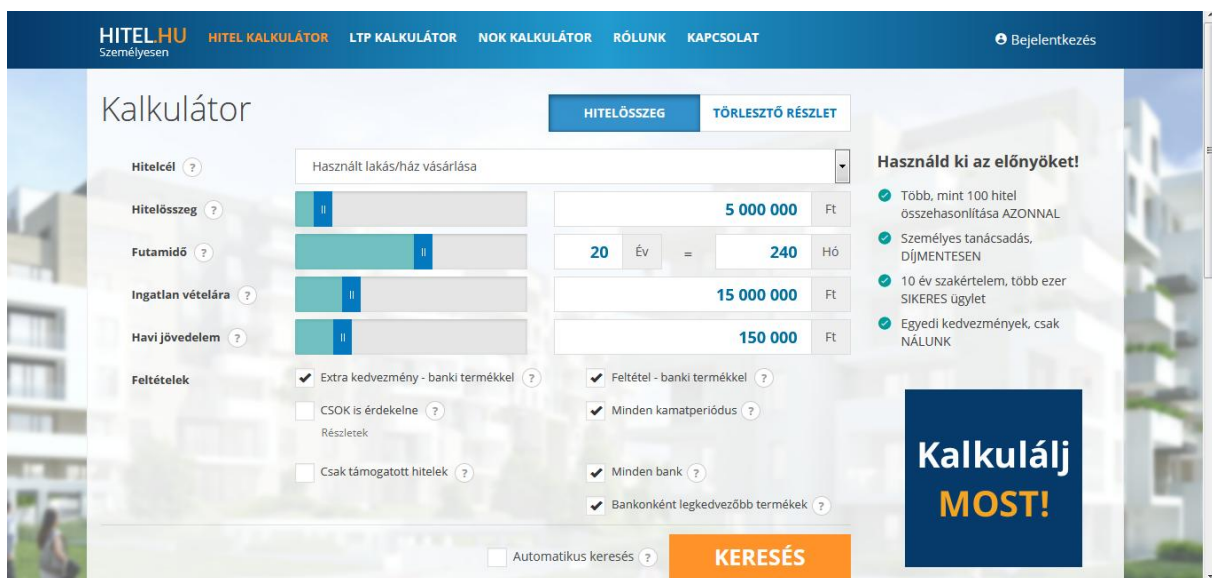 HITEL.HU
Személyesen
HITEL KALKULÁTOR LTP KALKULÁTOR NOK KALKULÁTOR RÓLUNK KAPCSOLAT
Bejelentkezés
Kalkulátor
HITELÖSSZEG TÖRLESZTŐ RÉSZLET
Hitelcél ? Használt lakás/ház vásárlása
Hitelösszeg ? 5 000 000 Ft
Futamidő ? 20 Év = 240 Hó
Ingatlan vételára ? 15 000 000 Ft
Havi jövedelem ? 150 000 Ft
Feltételek
Extra kedvezmény - banki termékkel ? Feltétel - banki termékkel ?
CSOK is érdekelne ? Minden kamatperiódus ?
Részletek
Csak támogatott hitelek ? Minden bank ?
Bankonként legkedvezőbb termékek ?
Automatikus keresés ? KERESÉS
Használd ki az előnyöket!
Több, mint 100 hitel
összehasonlítása AZONNAL
Személyes tanácsadás,
DÍJMENTESEN
10 év szakértelem, több ezer
SIKERES ügylet
Egyedi kedvezmények, csak
NÁLUNK
Kalkulálj
MOST!